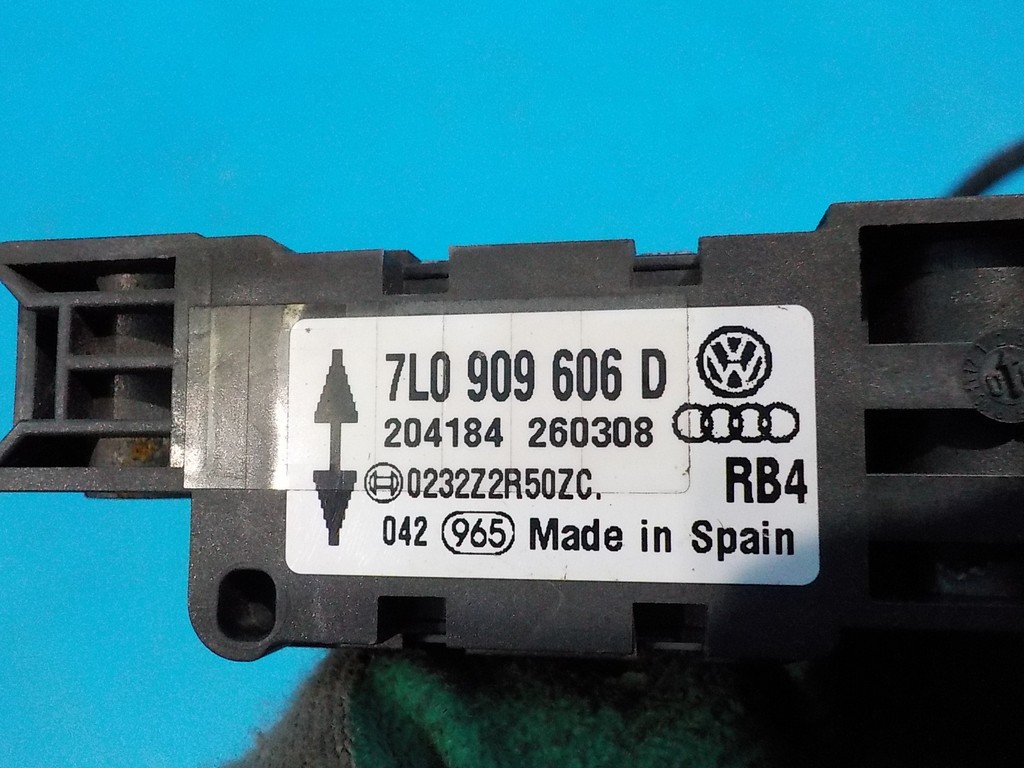 7L0 909 606 D
204184 260308
0232Z2R50ZC.
RB4
042 965 Made in Spain